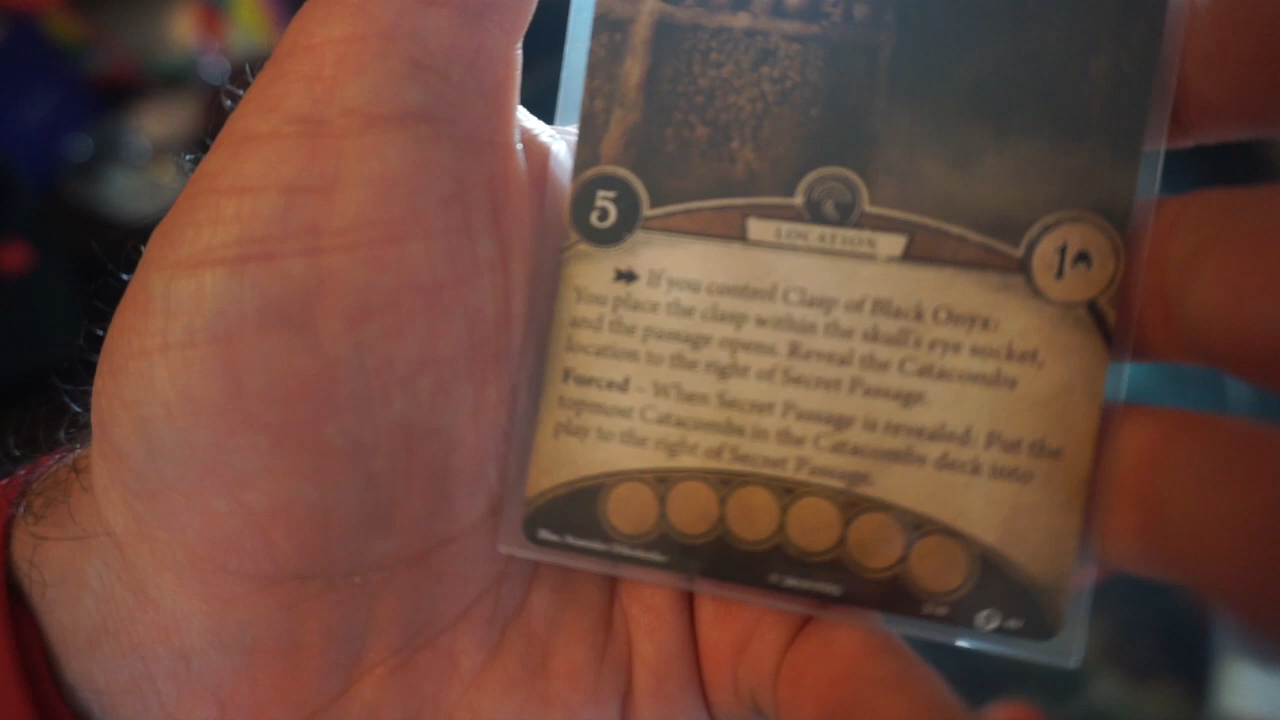 5
LOCATION
1
If you control Clasp of Black Onyx:
You place the clasp within the skull's eye socket,
and the passage opens. Reveal the Catacombs
location to the right of Secret Passage.
Forced – When Secret Passage is revealed: Put the
topmost Catacombs in the Catacombs deck into
play to the right of Secret Passage.